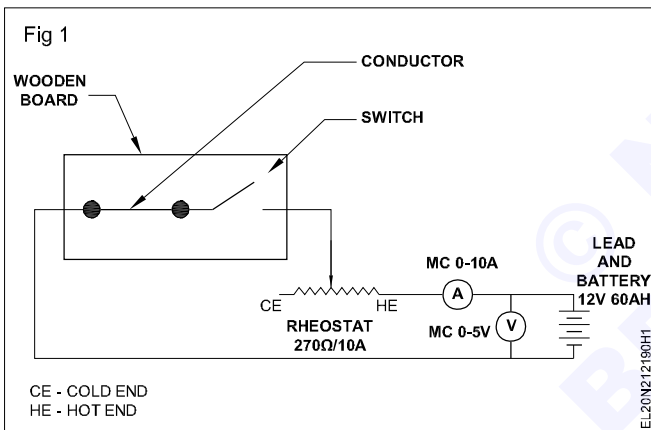 Fig 1
WOODEN
BOARD
CONDUCTOR
SWITCH
LEAD
AND
BATTERY
12V 60AH
MC 0-10A
A
CE
HE
RHEOSTAT
270Ω/10A
MC 0-5V
V
CE - COLD END
HE - HOT END
EL20N212190H1
©